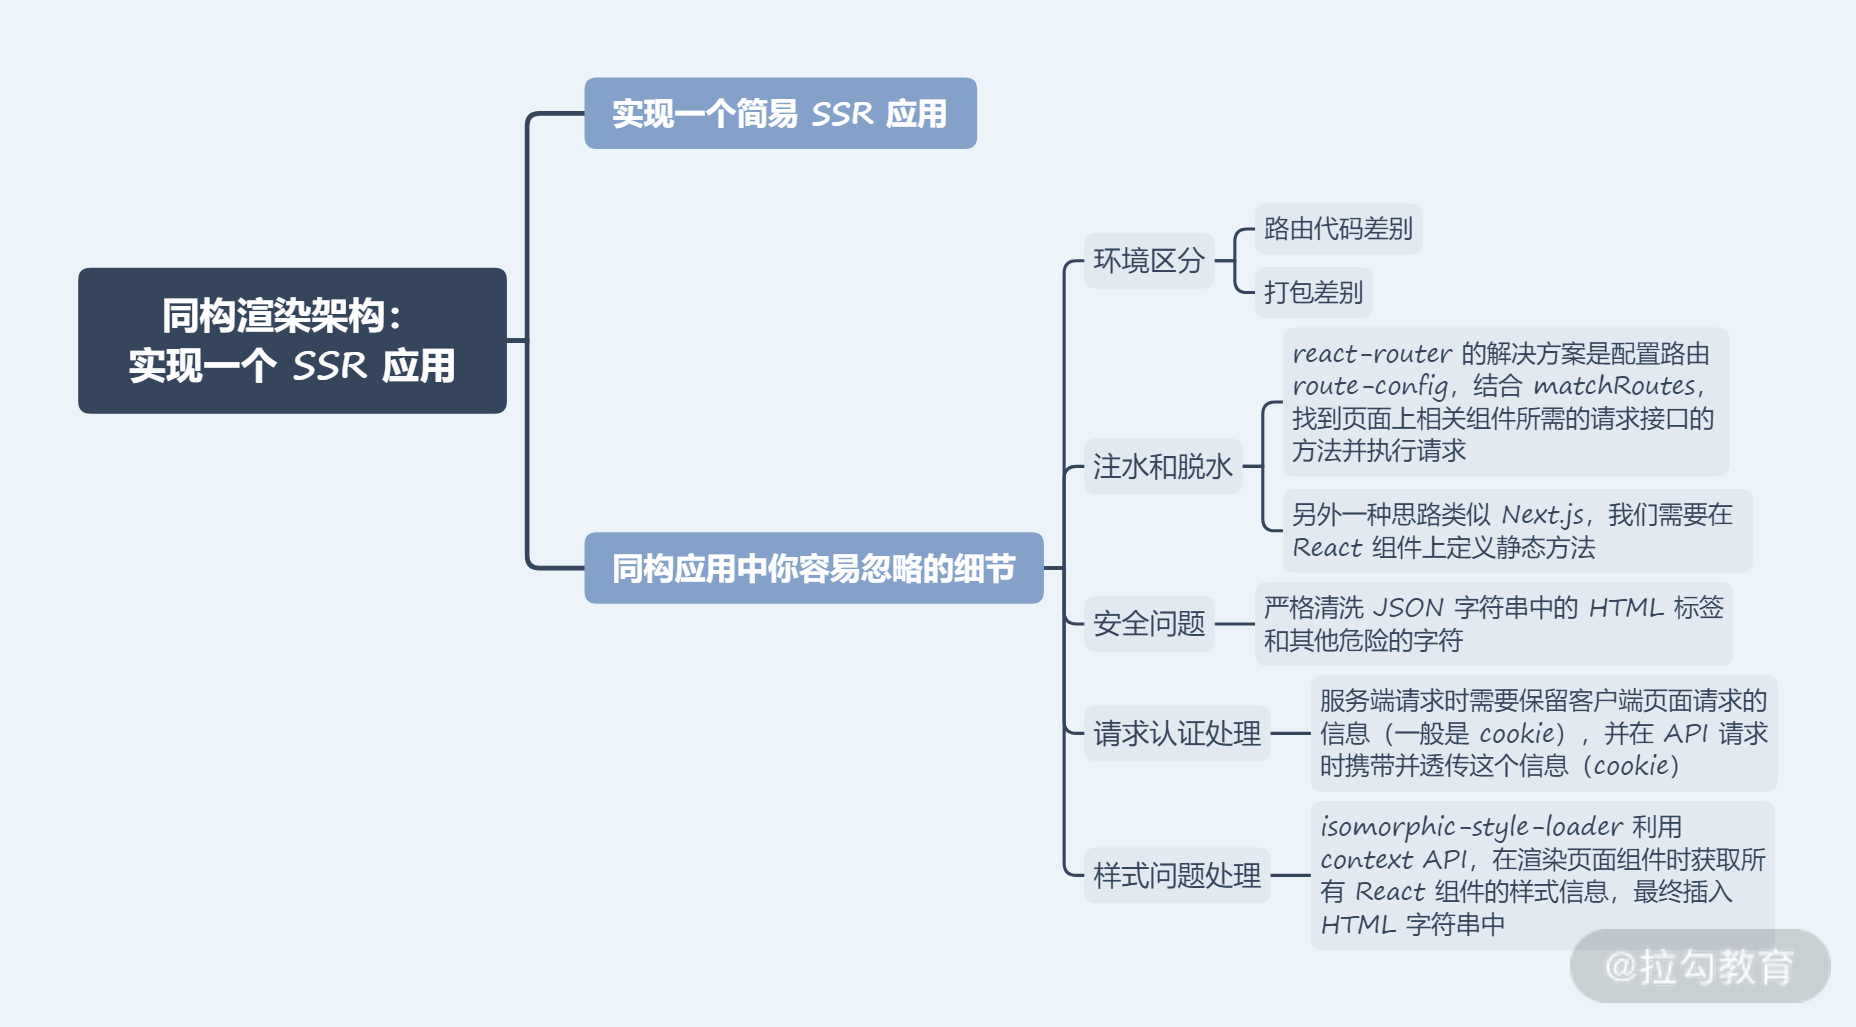 同构渲染架构：
实现一个 SSR 应用
实现一个简易 SSR 应用
同构应用中你容易忽略的细节
环境区分
路由代码差别
打包差别
注水和脱水
react-router 的解决方案是配置路由
route-config，结合 matchRoutes，
找到页面上相关组件所需的请求接口的
方法并执行请求
另外一种思路类似 Next.js，我们需要在
React 组件上定义静态方法
安全问题
严格清洗 JSON 字符串中的 HTML 标签
和其他危险的字符
请求认证处理
服务端请求时需要保留客户端页面请求的
信息（一般是 cookie），并在 API 请求
时携带并透传这个信息（cookie）
样式问题处理
isomorphic-style-loader 利用
context API，在渲染页面组件时获取所
有 React 组件的样式信息，最终插入
HTML 字符串中
@拉勾教育